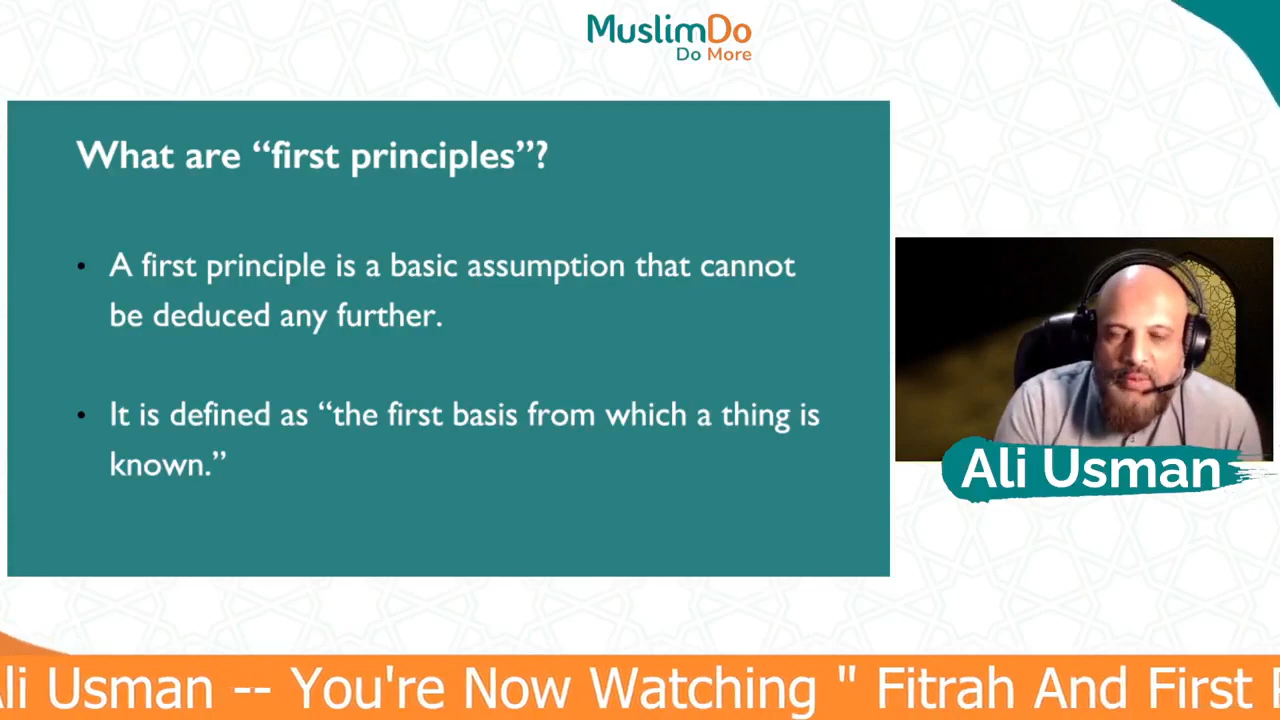 MuslimDo
Do More
What are “first principles”?
• A first principle is a basic assumption that cannot
be deduced any further.
• It is defined as “the first basis from which a thing is
known.”
Ali Usman
Ali Usman -- You're Now Watching " Fitrah And First P